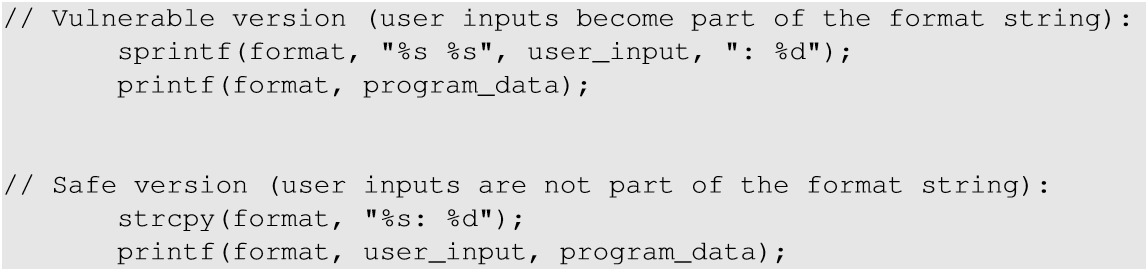 // Vulnerable version (user inputs become part of the format string):
sprintf(format, "%s %s", user_input, ": %d");
printf(format, program_data);
// Safe version (user inputs are not part of the format string):
strcpy(format, "%s: %d");
printf(format, user_input, program_data);